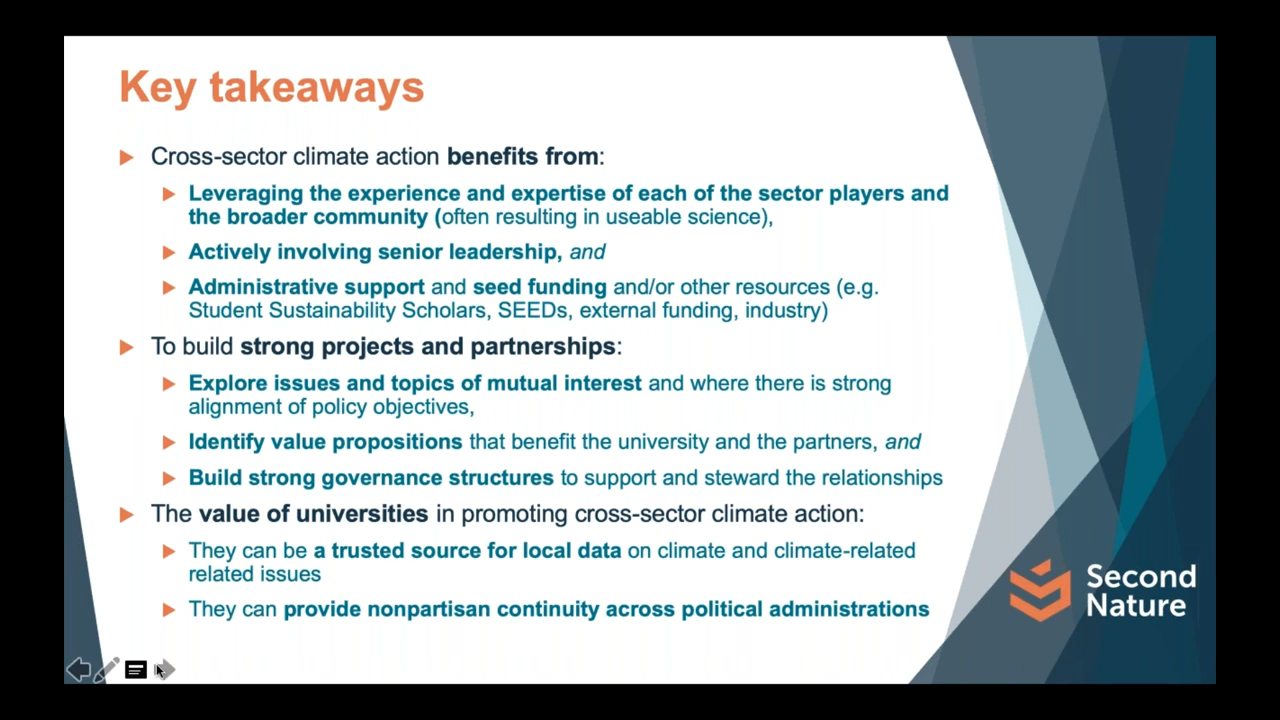 Key takeaways
Cross-sector climate action benefits from:
Leveraging the experience and expertise of each of the sector players and
the broader community (often resulting in useable science),
Actively involving senior leadership, and
Administrative support and seed funding and/or other resources (e.g.
Student Sustainability Scholars, SEEDs, external funding, industry)
To build strong projects and partnerships:
Explore issues and topics of mutual interest and where there is strong
alignment of policy objectives,
Identify value propositions that benefit the university and the partners, and
Build strong governance structures to support and steward the relationships
The value of universities in promoting cross-sector climate action:
They can be a trusted source for local data on climate and climate-related
related issues
They can provide nonpartisan continuity across political administrations
Second
Nature